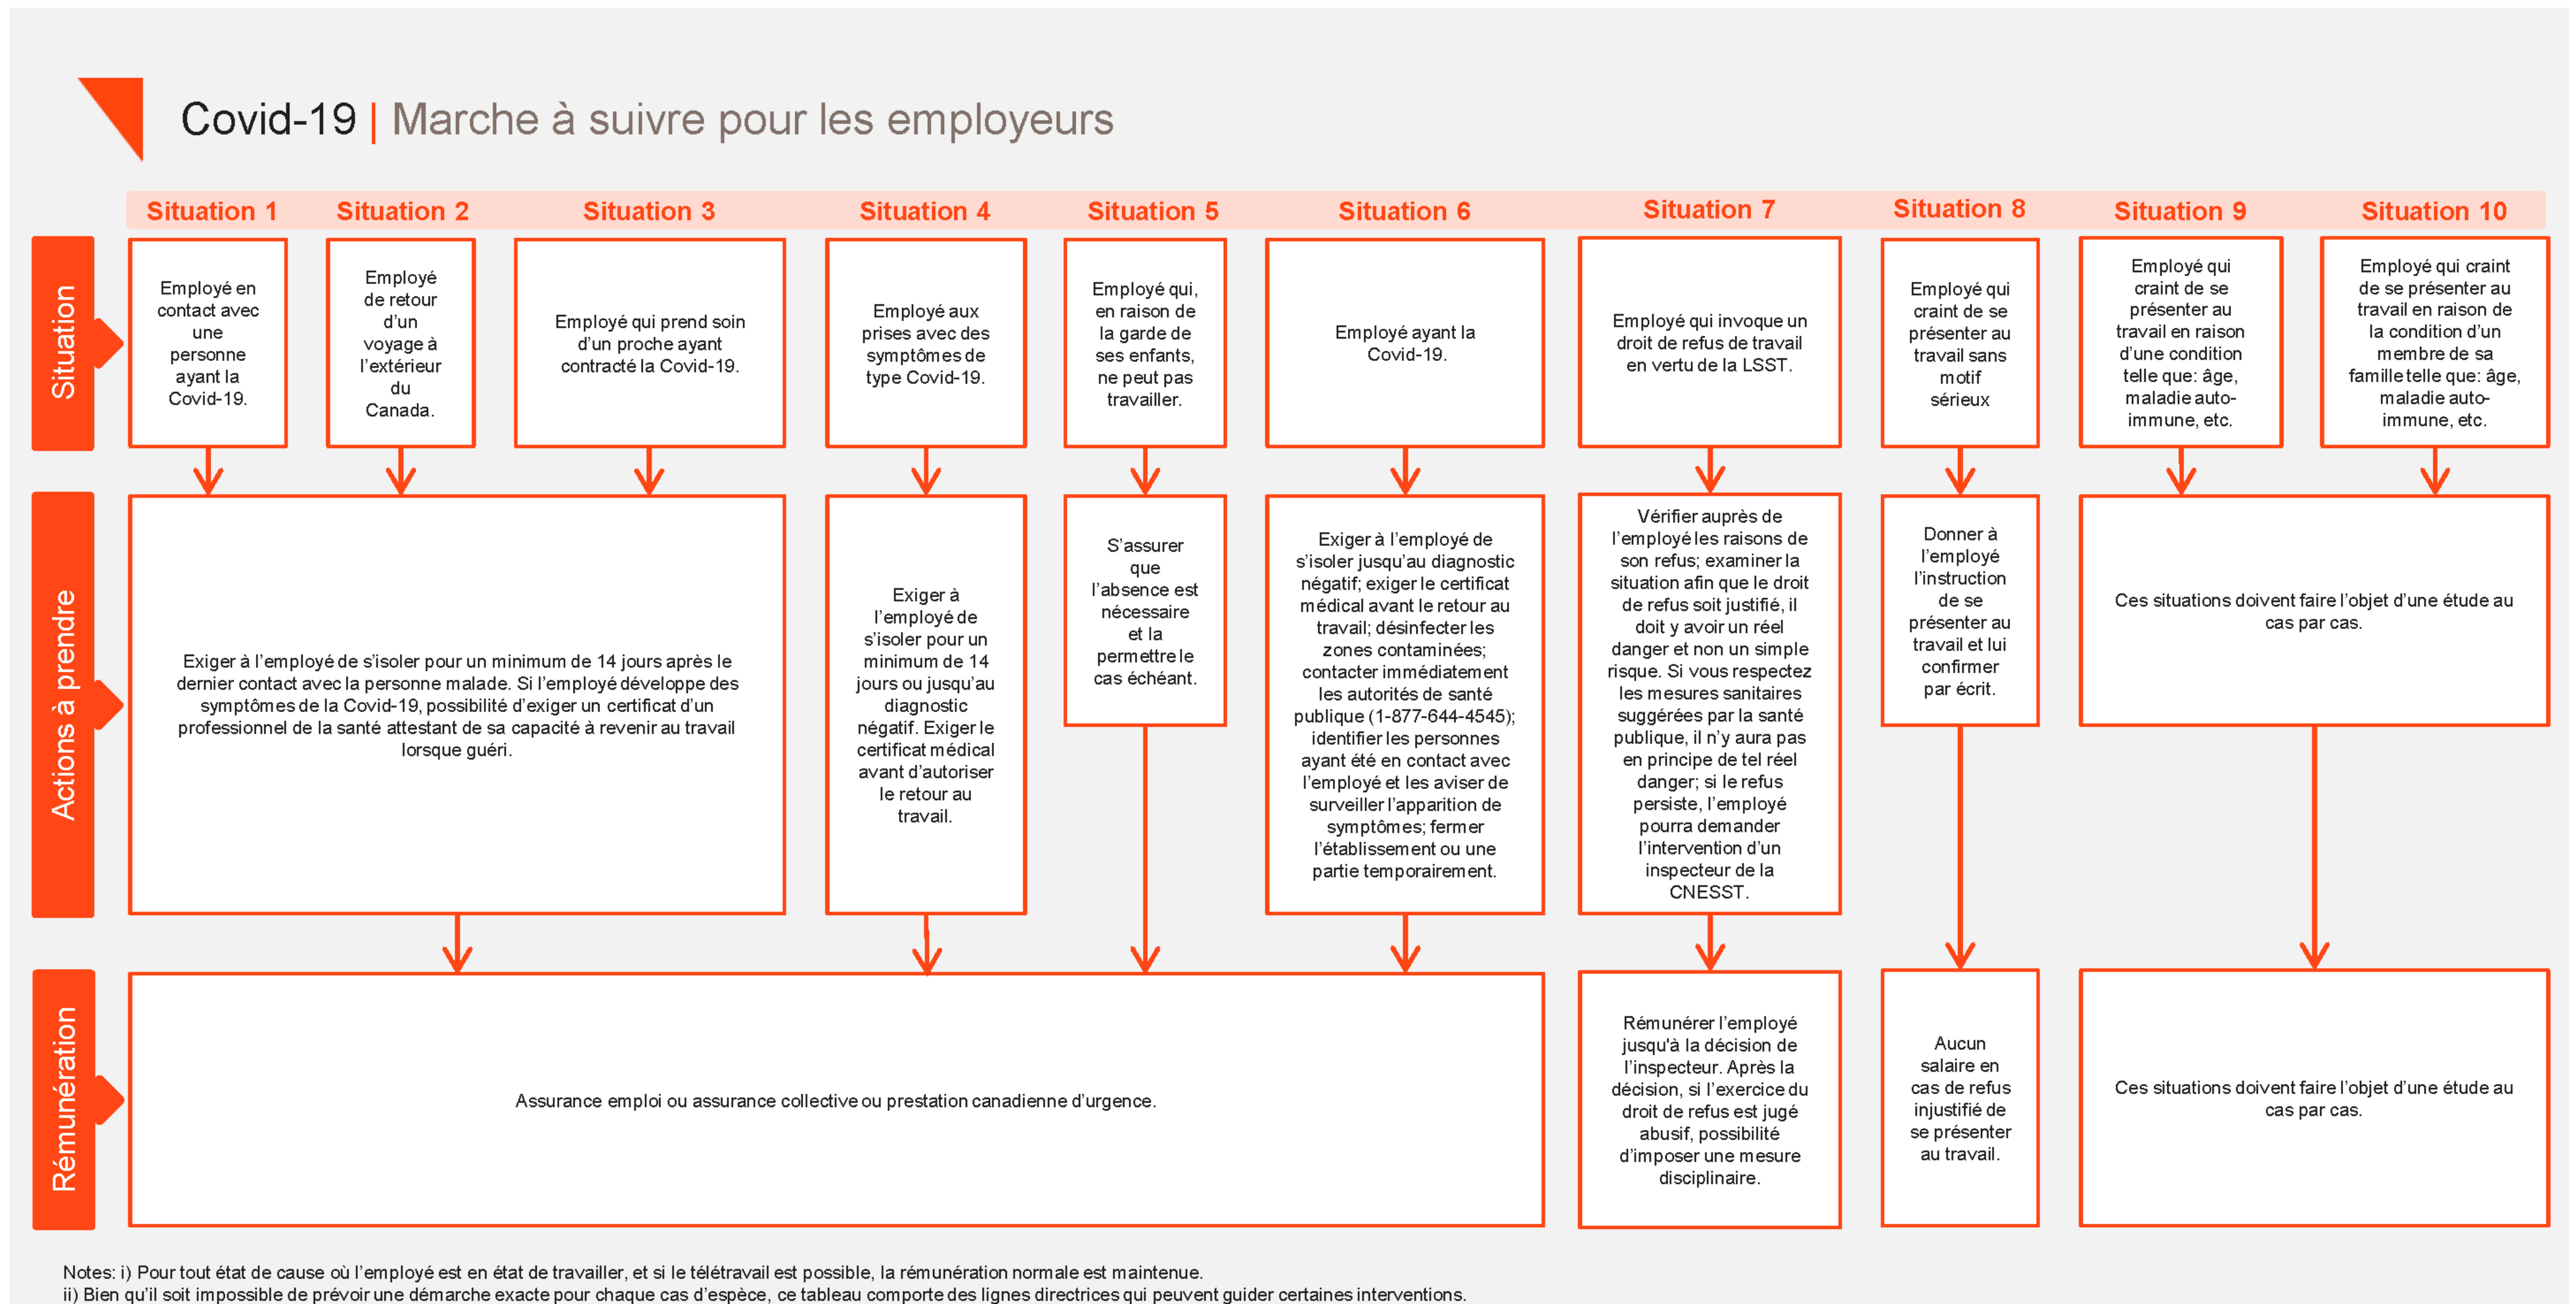 Covid-19 | Marche à suivre pour les employeurs
Situation 1
Situation 2
Situation 3
Situation 4
Situation 5
Situation 6
Situation 7
Situation 8
Situation 9
Situation 10
Situation
Employé en
contact avec
une
personne
ayant la
Covid-19.
Employé
de retour
d’un
voyage à
l’extérieur
du
Canada.
Employé qui prend soin
d’un proche ayant
contracté la Covid-19.
Employé aux
prises avec des
symptômes de
type Covid-19.
Employé qui,
en raison de
la garde de
ses enfants,
ne peut pas
travailler.
Employé ayant la
Covid-19.
Employé qui invoque un
droit de refus de travail
en vertu de la LSST.
Employé qui
craint de se
présenter au
travail sans
motif
sérieux
Employé qui
craint de se
présenter au
travail en raison
d’une condition
telle que: âge,
maladie auto-
immune, etc.
Employé qui craint
de se présenter au
travail en raison de
la condition d’un
membre de sa
famille telle que: âge,
maladie auto-
immune, etc.
Actions à prendre
Exiger à l’employé de s’isoler pour un minimum de 14 jours après le
dernier contact avec la personne malade. Si l’employé développe des
symptômes de la Covid-19, possibilité d’exiger un certificat d’un
professionnel de la santé attestant de sa capacité à revenir au travail
lorsque guéri.
Exiger à
l’employé de
s’isoler pour un
minimum de 14
jours ou jusqu’au
diagnostic
négatif. Exiger le
certificat médical
avant d’autoriser
le retour au
travail.
S’assurer
que
l’absence est
nécessaire
et la
permettre le
cas échéant.
Exiger à l’employé de
s’isoler jusqu’au diagnostic
négatif; exiger le certificat
médical avant le retour au
travail; désinfecter les
zones contaminées;
contacter immédiatement
les autorités de santé
publique (1-877-644-4545);
identifier les personnes
ayant été en contact avec
l’employé et les aviser de
surveiller l’apparition de
symptômes; fermer
l’établissement ou une
partie temporairement.
Vérifier auprès de
l’employé les raisons de
son refus; examiner la
situation afin que le droit
de refus soit justifié, il
doit y avoir un réel
danger et non un simple
risque. Si vous respectez
les mesures sanitaires
suggérées par la santé
publique, il n’y aura pas
en principe de tel réel
danger; si le refus
persiste, l’employé
pourra demander
l’intervention d’un
inspecteur de la
CNESST.
Donner à
l’employé
l’instruction
de se
présenter au
travail et lui
confirmer
par écrit.
Ces situations doivent faire l’objet d’une étude au
cas par cas.
Rémunération
Assurance emploi ou assurance collective ou prestation canadienne d’urgence.
Rémunérer l’employé
jusqu'à la décision de
l’inspecteur. Après la
décision, si l’exercice du
droit de refus est jugé
abusif, possibilité
d’imposer une mesure
disciplinaire.
Aucun
salaire en
cas de refus
injustifié de
se présenter
au travail.
Ces situations doivent faire l’objet d’une étude au
cas par cas.
Notes: i) Pour tout état de cause où l’employé est en état de travailler, et si le télétravail est possible, la rémunération normale est maintenue.
ii) Bien qu’il soit impossible de prévoir une démarche exacte pour chaque cas d’espèce, ce tableau comporte des lignes directrices qui peuvent guider certaines interventions.